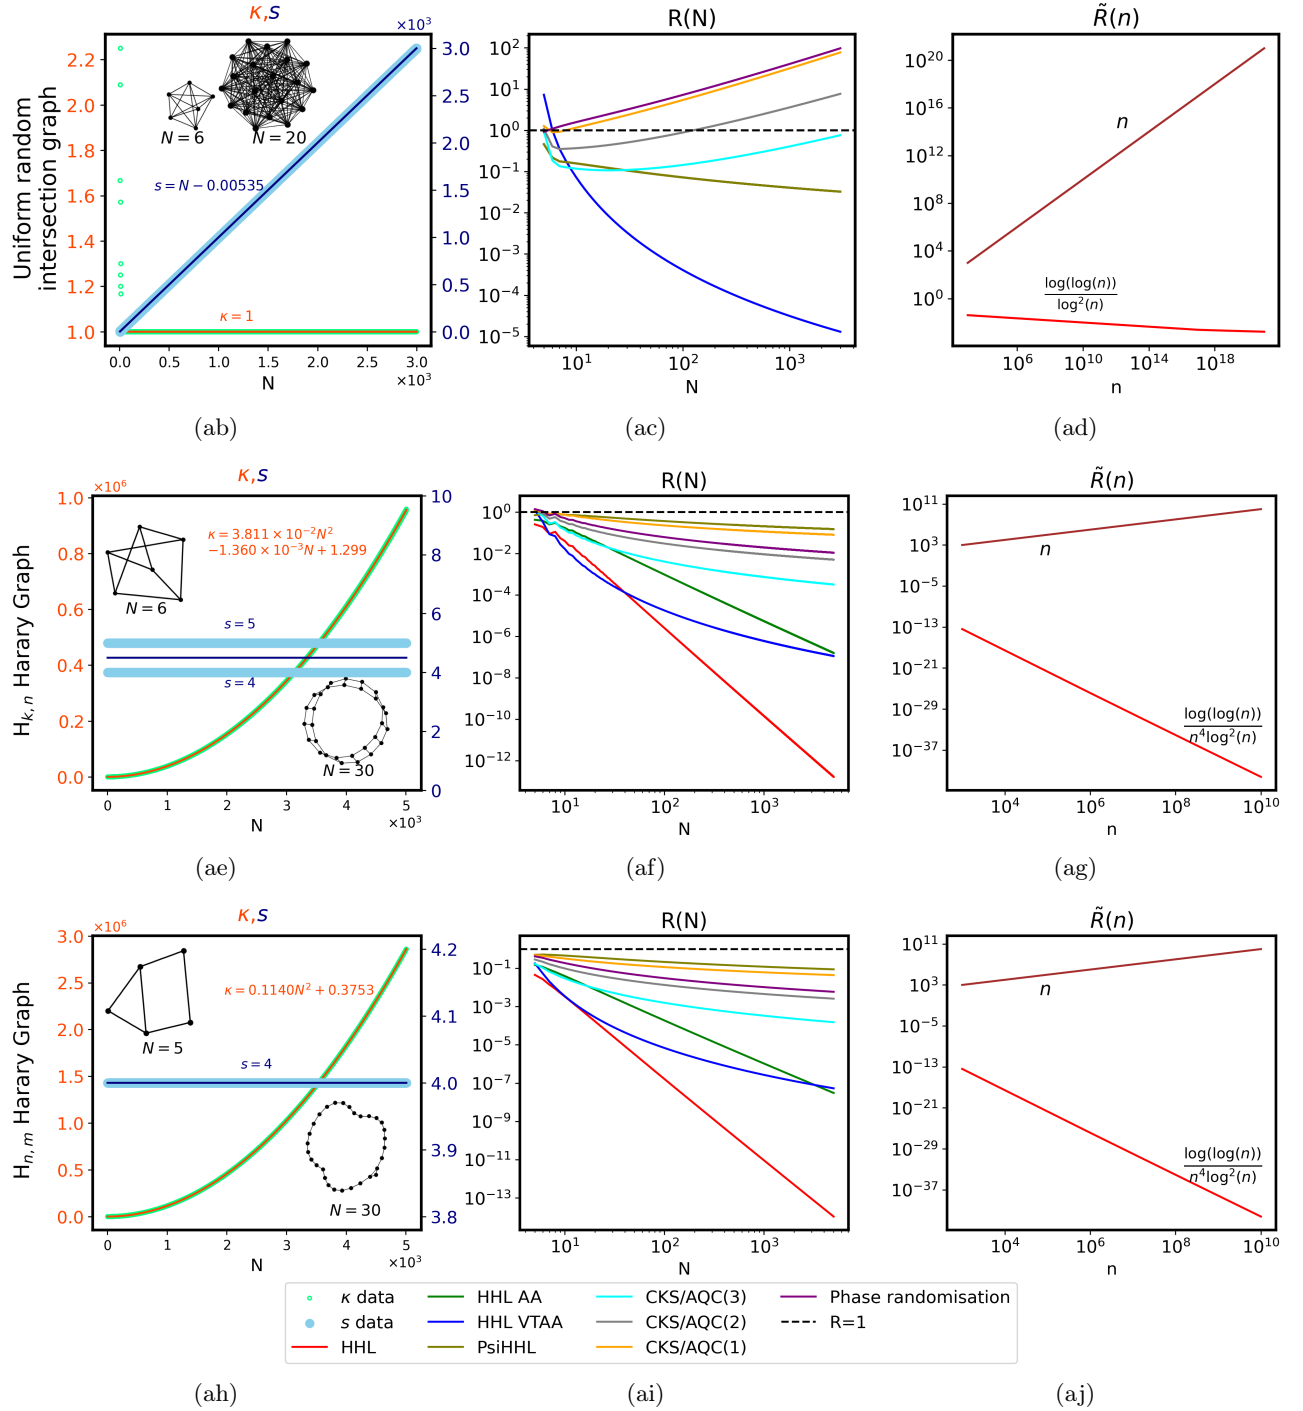 κ,s
×10³
Uniform random
intersection graph
2.2
2.0
1.8
1.6
1.4
1.2
1.0
N = 6
N = 20
s = N − 0.00535
κ = 1
3.0
2.5
2.0
1.5
1.0
0.5
0.0
0.0 0.5 1.0 1.5 2.0 2.5 3.0
N
×10³
(ab)
R(N)
10²
10¹
10⁰
10⁻¹
10⁻²
10⁻³
10⁻⁴
10⁻⁵
10¹ 10² 10³
N
(ac)
R̃(n)
10²⁰
10¹⁶
10¹²
10⁸
10⁴
10⁰
n
log(log(n))
log²(n)
10⁶ 10¹⁰ 10¹⁴ 10¹⁸
n
(ad)
κ,s
×10⁶
H_{k,n} Harary Graph
1.0
0.8
0.6
0.4
0.2
0.0
κ = 3.811 × 10⁻²N²
−1.360 × 10⁻³N + 1.299
N = 6
s = 5
s = 4
N = 30
10
8
6
4
2
0
0 1 2 3 4 5
N
×10³
(ae)
R(N)
10⁰
10⁻²
10⁻⁴
10⁻⁶
10⁻⁸
10⁻¹⁰
10⁻¹²
10¹ 10² 10³
N
(af)
R̃(n)
10¹¹
10³
10⁻⁵
10⁻¹³
10⁻²¹
10⁻²⁹
10⁻³⁷
n
log(log(n))
n⁴log²(n)
10⁴ 10⁶ 10⁸ 10¹⁰
n
(ag)
κ,s
×10⁶
H_{n,m} Harary Graph
3.0
2.5
2.0
1.5
1.0
0.5
0.0
κ = 0.1140N² + 0.3753
N = 5
s = 4
N = 30
4.2
4.1
4.0
3.9
3.8
0 1 2 3 4 5
N
×10³
R(N)
10⁻¹
10⁻³
10⁻⁵
10⁻⁷
10⁻⁹
10⁻¹¹
10⁻¹³
10¹ 10² 10³
N
R̃(n)
10¹¹
10³
10⁻⁵
10⁻¹³
10⁻²¹
10⁻²⁹
10⁻³⁷
n
log(log(n))
n⁴log²(n)
10⁴ 10⁶ 10⁸ 10¹⁰
n
κ data
s data
HHL
HHL AA
HHL VTAA
PsiHHL
CKS/AQC(3)
CKS/AQC(2)
CKS/AQC(1)
Phase randomisation
R=1
(ah)
(ai)
(aj)